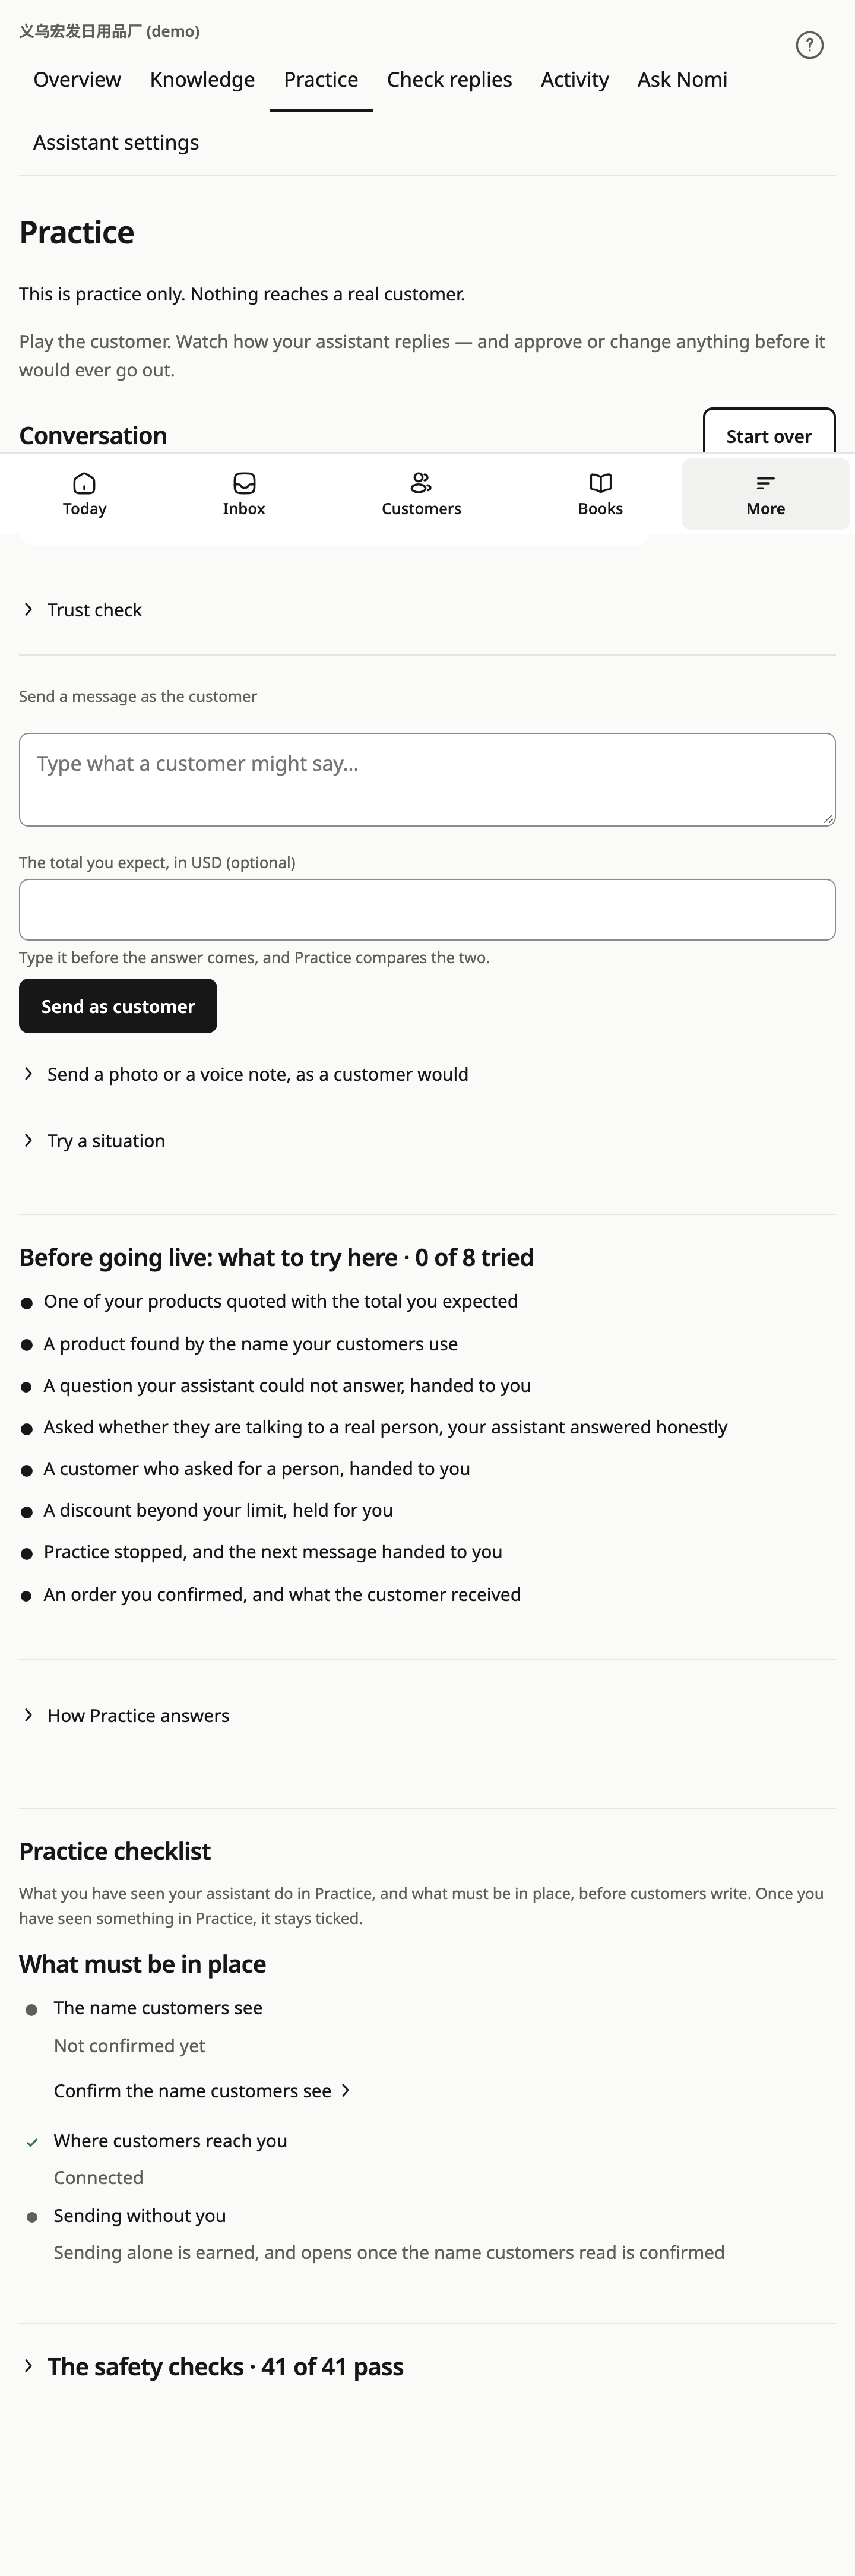 义乌宏发日用品厂 (demo)
Overview
Knowledge
Practice
Check replies
Activity
Ask Nomi
Assistant settings
Practice
This is practice only. Nothing reaches a real customer.
Play the customer. Watch how your assistant replies — and approve or change anything before it
would ever go out.
Conversation
Start over
Today
Inbox
Customers
Books
More
Trust check
Send a message as the customer
Type what a customer might say...
The total you expect, in USD (optional)
Type it before the answer comes, and Practice compares the two.
Send as customer
Send a photo or a voice note, as a customer would
Try a situation
Before going live: what to try here · 0 of 8 tried
One of your products quoted with the total you expected
A product found by the name your customers use
A question your assistant could not answer, handed to you
Asked whether they are talking to a real person, your assistant answered honestly
A customer who asked for a person, handed to you
A discount beyond your limit, held for you
Practice stopped, and the next message handed to you
An order you confirmed, and what the customer received
How Practice answers
Practice checklist
What you have seen your assistant do in Practice, and what must be in place, before customers write. Once you
have seen something in Practice, it stays ticked.
What must be in place
The name customers see
Not confirmed yet
Confirm the name customers see
Where customers reach you
Connected
Sending without you
Sending alone is earned, and opens once the name customers read is confirmed
The safety checks · 41 of 41 pass